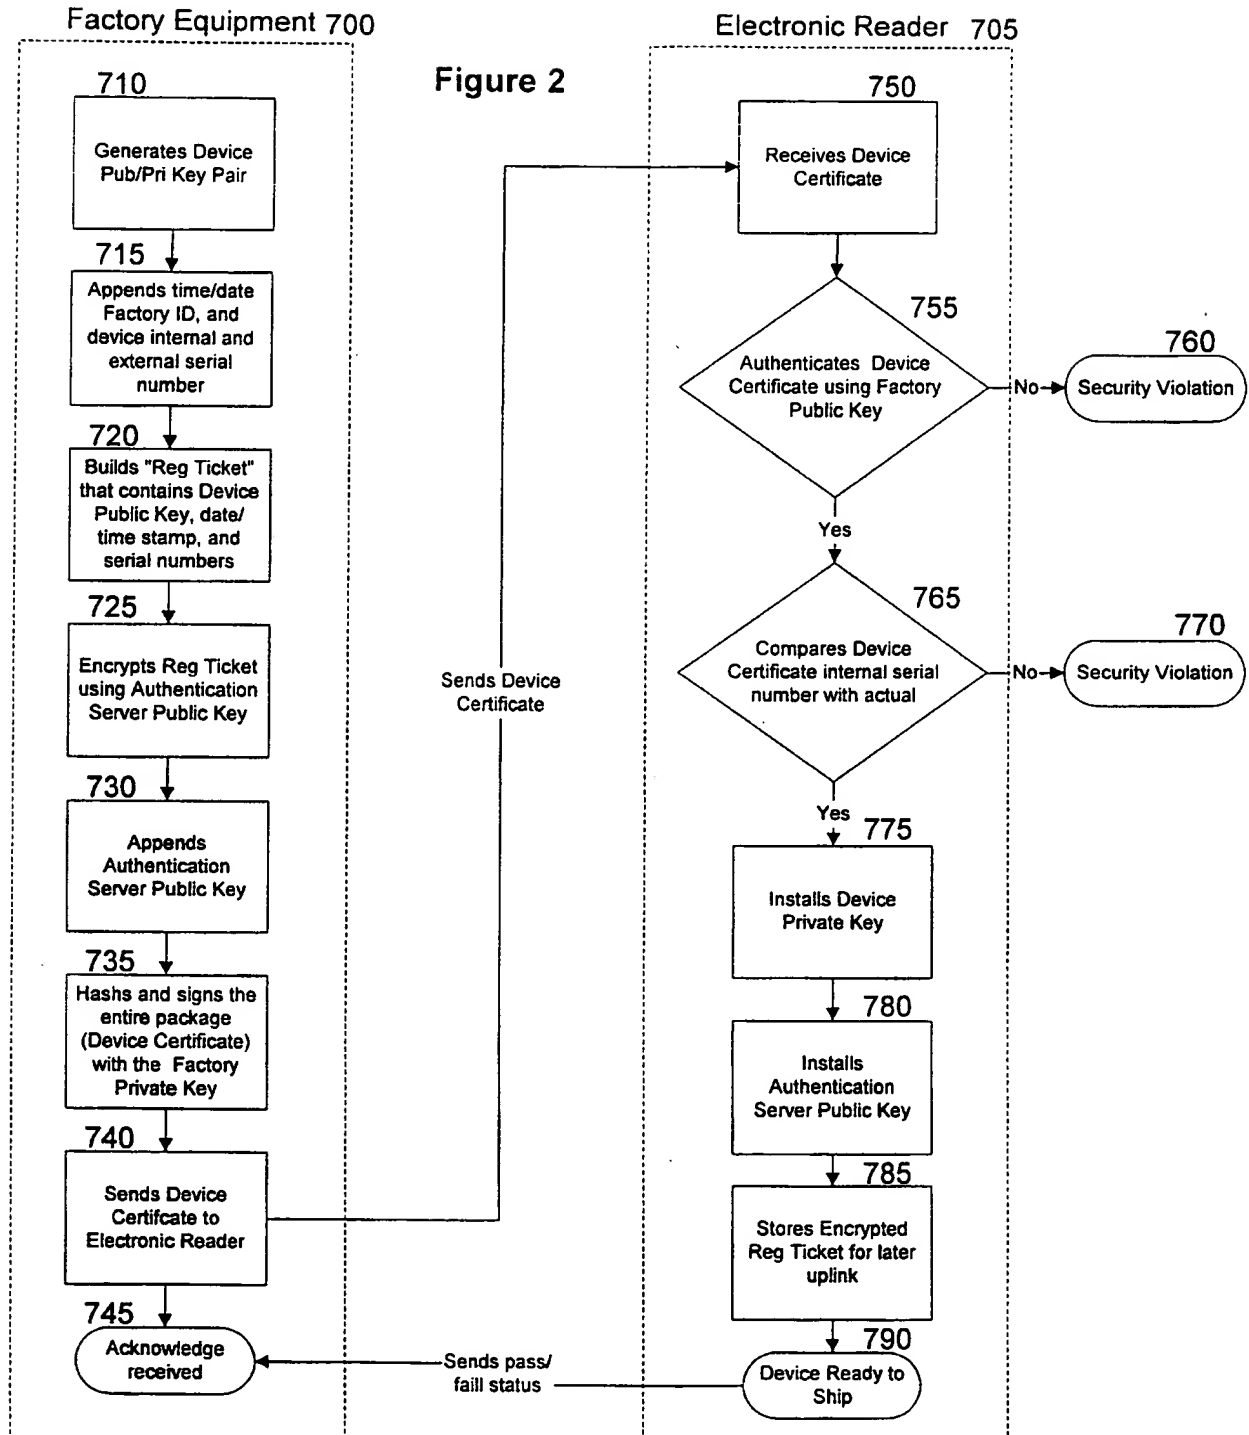 Factory Equipment 700
Electronic Reader 705
Figure 2
710
Generates Device
Pub/Pri Key Pair
715
Appends time/date
Factory ID, and
device internal and
external serial
number
720
Builds "Reg Ticket"
that contains Device
Public Key, date/
time stamp, and
serial numbers
725
Encrypts Reg Ticket
using Authentication
Server Public Key
730
Appends
Authentication
Server Public Key
735
Hashs and signs the
entire package
(Device Certificate)
with the Factory
Private Key
740
Sends Device
Certifcate to
Electronic Reader
745
Acknowledge
received
Sends Device
Certificate
Sends pass/
faill status
750
Receives Device
Certificate
755
Authenticates Device
Certificate using Factory
Public Key
No
760
Security Violation
Yes
765
Compares Device
Certificate internal serial
number with actual
No
770
Security Violation
Yes
775
Installs Device
Private Key
780
Installs
Authentication
Server Public Key
785
Stores Encrypted
Reg Ticket for later
uplink
790
Device Ready to
Ship